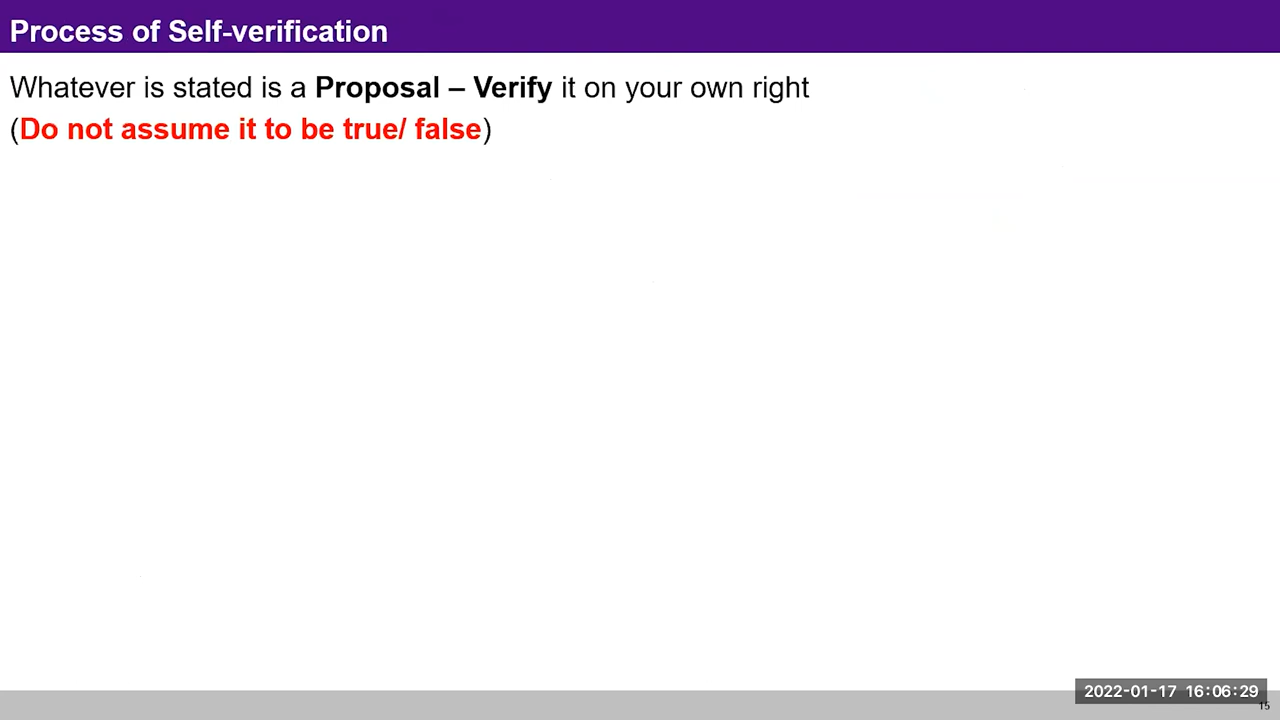 Process of Self-verification
Whatever is stated is a Proposal – Verify it on your own right
(Do not assume it to be true/ false)
2022-01-17 16:06:29
15